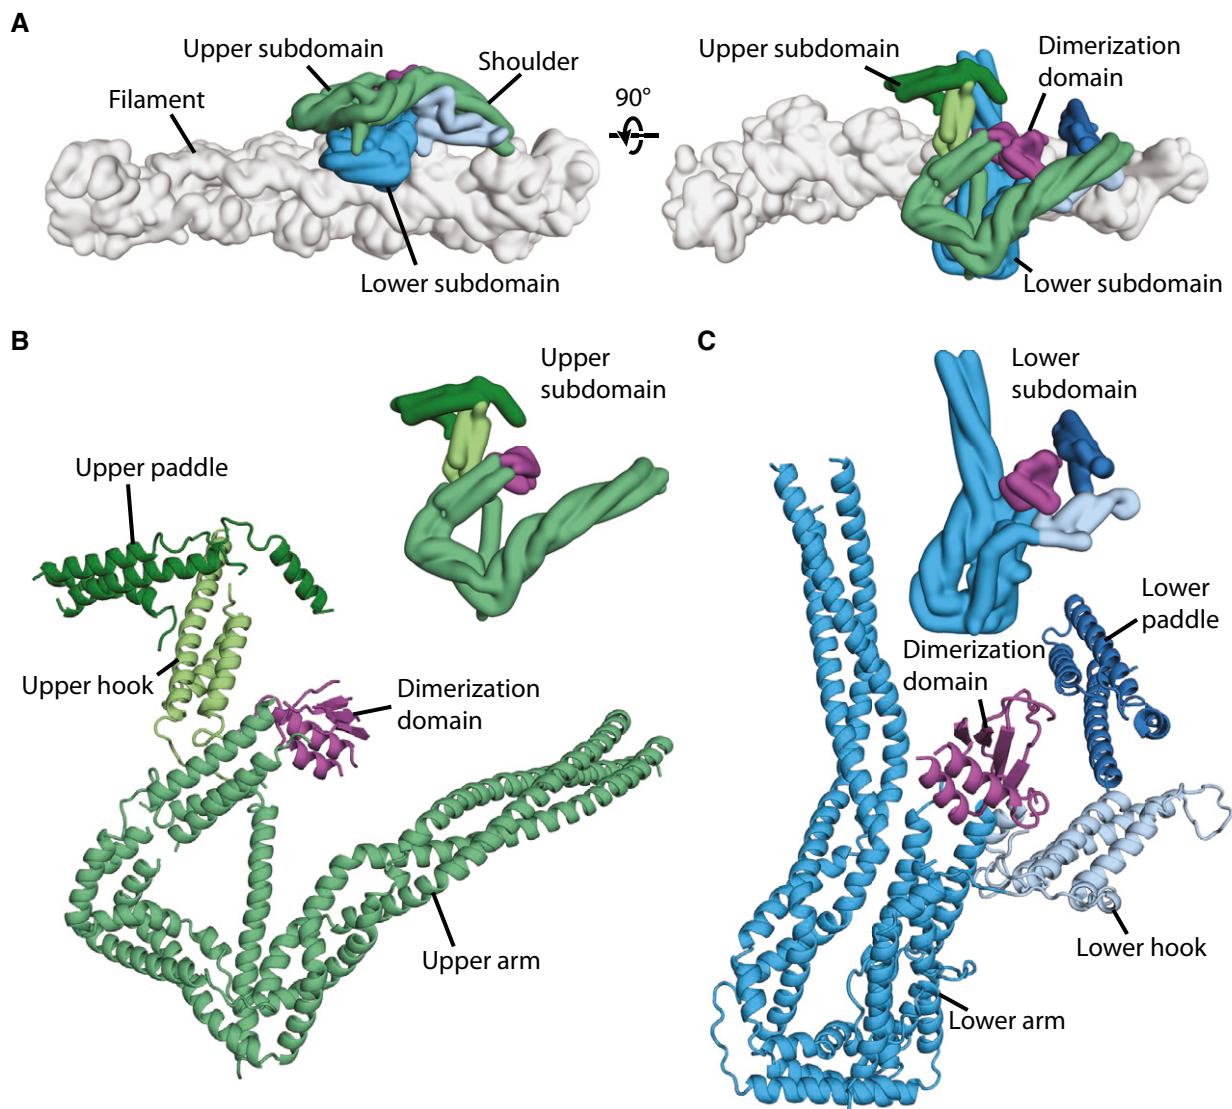 A
Upper subdomain
Shoulder
Filament
Lower subdomain
90°
Upper subdomain
Dimerization
domain
Lower subdomain
B
Upper
subdomain
Upper paddle
Upper hook
Dimerization
domain
Upper arm
C
Lower
subdomain
Lower
paddle
Dimerization
domain
Lower hook
Lower arm